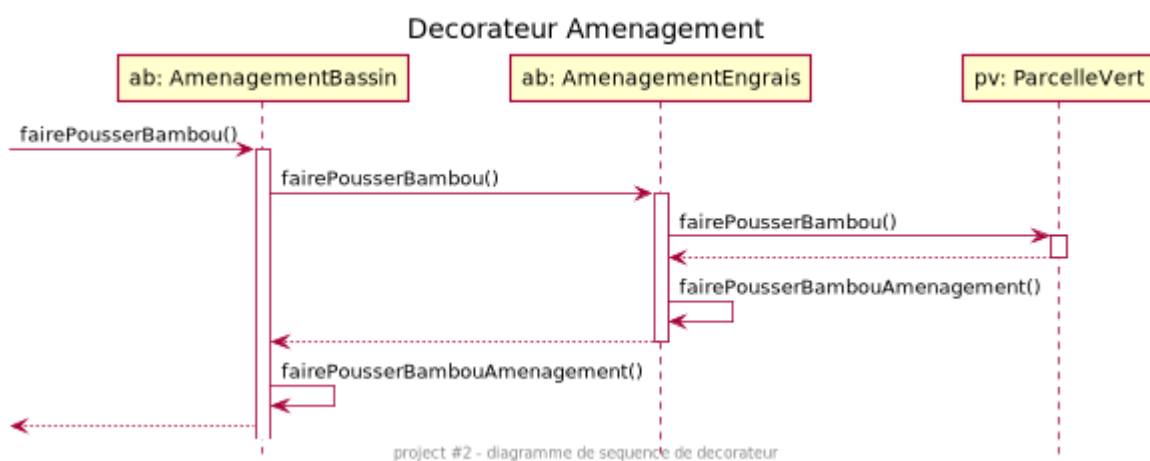 Decorateur Amenagement
ab: AmenagementBassin
ab: AmenagementEngrais
pv: ParcelleVert
fairePousserBambou()
fairePousserBambou()
fairePousserBambou()
fairePousserBambouAmenagement()
fairePousserBambouAmenagement()
project #2 - diagramme de sequence de decorateur